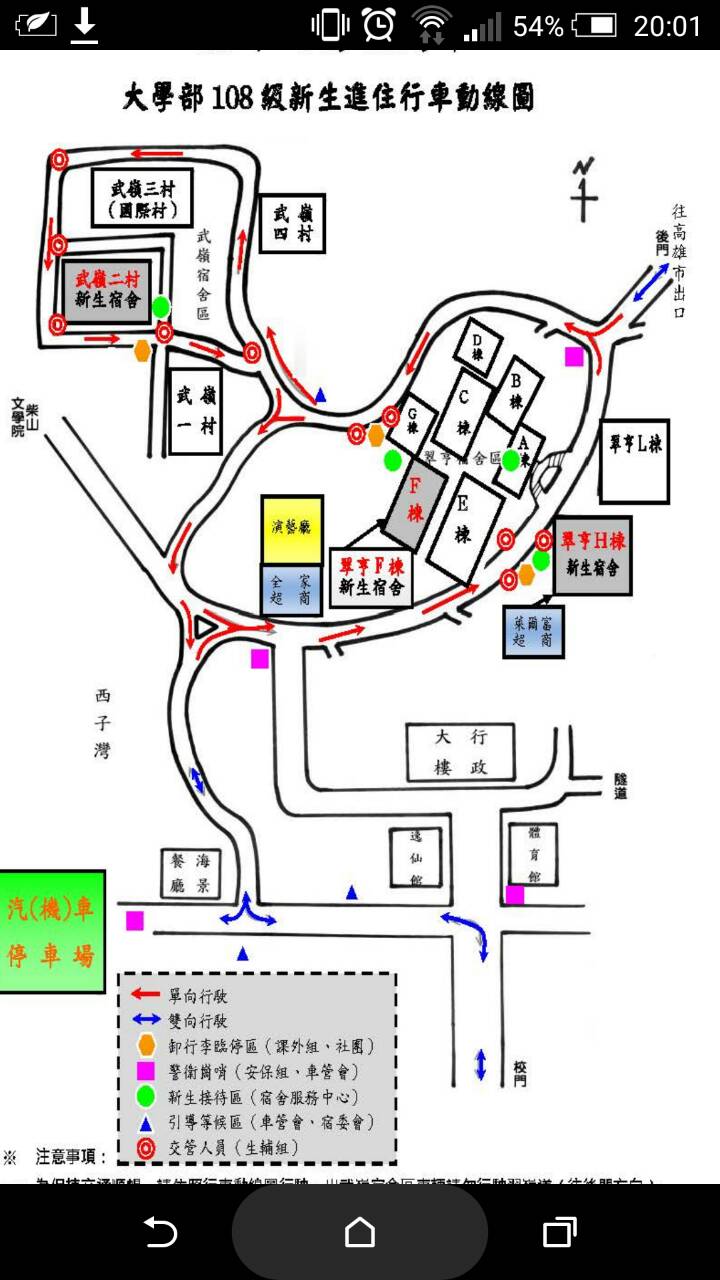 54% 20:01
大學部 108 級新生進住行車動線圖
N
武嶺三村
(國際村)
武嶺四村
武嶺宿舍區
往高雄市出口
後門
武嶺二村
新生宿舍
武嶺一村
柴山
文學院
D棟
B棟
C棟
G棟
A棟
翠亨宿舍區
F棟
E棟
翠亨L棟
演藝廳
全家
超商
翠亨F棟
新生宿舍
翠亨H棟
新生宿舍
萊爾富
超商
西子灣
行政
大樓
隧道
海景
餐廳
逸仙館
體育館
汽(機)車
停車場
校門
單向行駛
雙向行駛
卸行李臨停區(課外組、社團)
警衛崗哨(安保組、車管會)
新生接待區(宿舍服務中心)
引導等候區(車管會、宿委會)
交管人員(生輔組)
※ 注意事項: